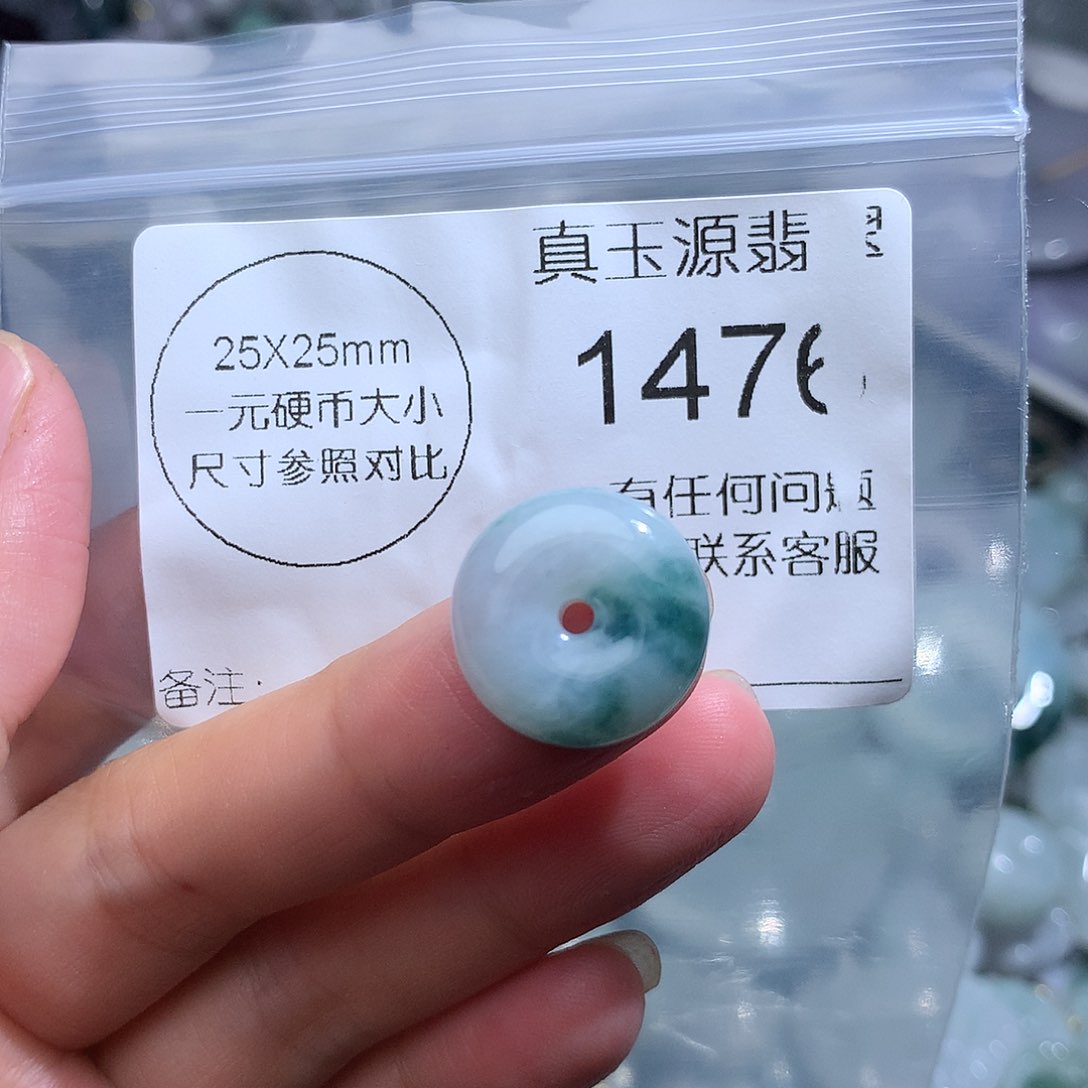 25X25mm
一元硬币大小
尺寸参照对比
真玉源翡
147
有任何问题
联系客服
备注: